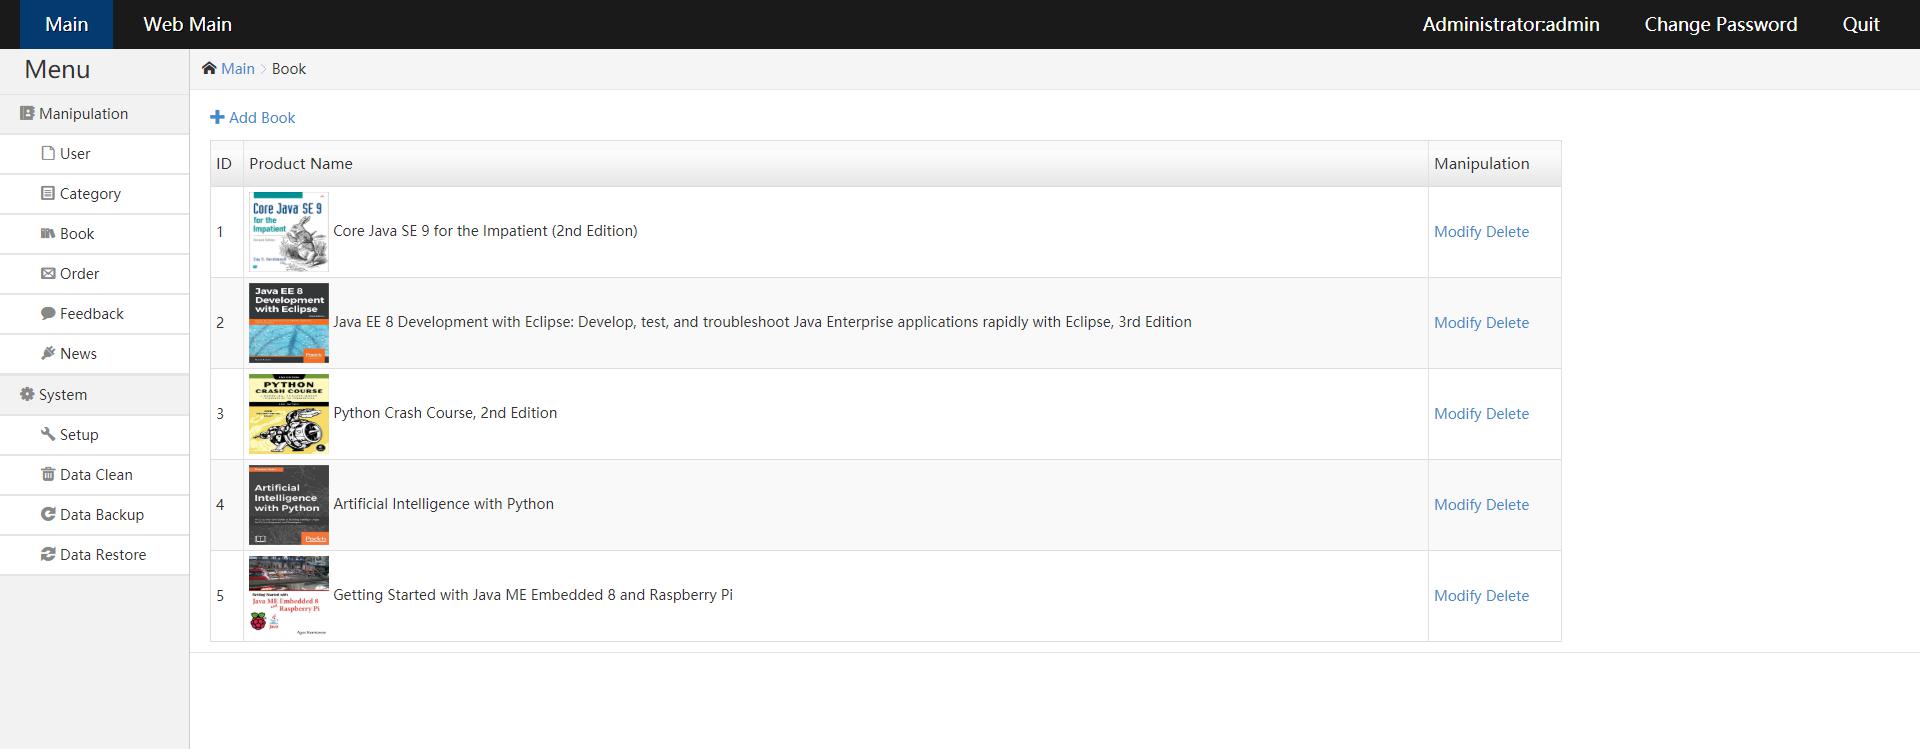 Main Web Main Administrator:admin Change Password Quit
Menu
Main > Book
Manipulation
User
Category
Book
Order
Feedback
News
System
Setup
Data Clean
Data Backup
Data Restore
Add Book
ID Product Name Manipulation
Core Java SE 9
for the
Impatient
1 Core Java SE 9 for the Impatient (2nd Edition) Modify Delete
Java EE 8
Development
with Eclipse
2 Java EE 8 Development with Eclipse: Develop, test, and troubleshoot Java Enterprise applications rapidly with Eclipse, 3rd Edition Modify Delete
PYTHON
CRASH COURSE
3 Python Crash Course, 2nd Edition Modify Delete
Artificial
Intelligence
with Python
4 Artificial Intelligence with Python Modify Delete
Getting Started with
Java ME Embedded 8
and
Raspberry Pi
5 Getting Started with Java ME Embedded 8 and Raspberry Pi Modify Delete